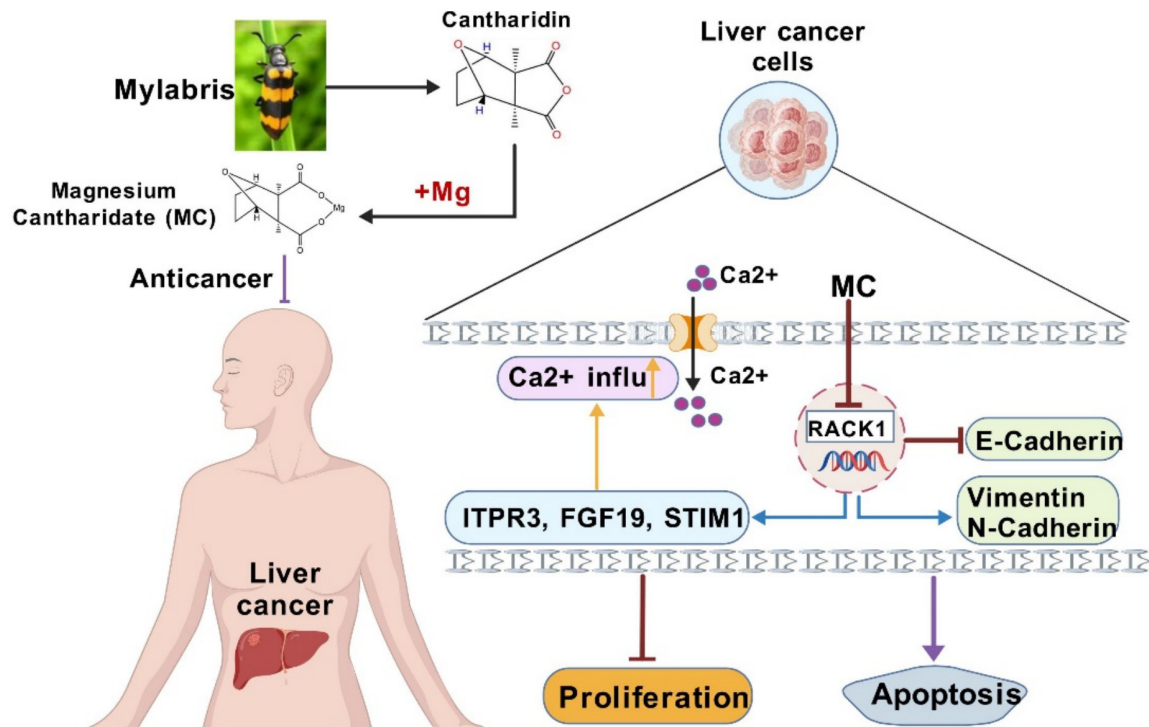 Cantharidin
Mylabris
O
H
H
O
O
O
+Mg
Magnesium
Cantharidate (MC)
O
H
H
O
O
Mg
O
O
Anticancer
Liver
cancer
Liver cancer
cells
Ca2+
MC
Ca2+ influ
Ca2+
RACK1
E-Cadherin
ITPR3, FGF19, STIM1
Vimentin
N-Cadherin
Proliferation
Apoptosis